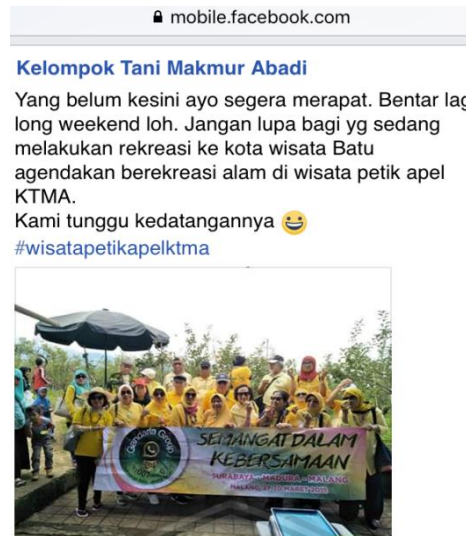 mobile.facebook.com
Kelompok Tani Makmur Abadi
Yang belum kesini ayo segera merapat. Bentar lag
long weekend loh. Jangan lupa bagi yg sedang
melakukan rekreasi ke kota wisata Batu
agendakan berekreasi alam di wisata petik apel
KTMA.
Kami tunggu kedatangannya 😀
#wisatapetikapelktma
Gandaria Group
SEMANGAT DALAM
KEBERSAMAAN
SURABAYA - MADURA - MALANG